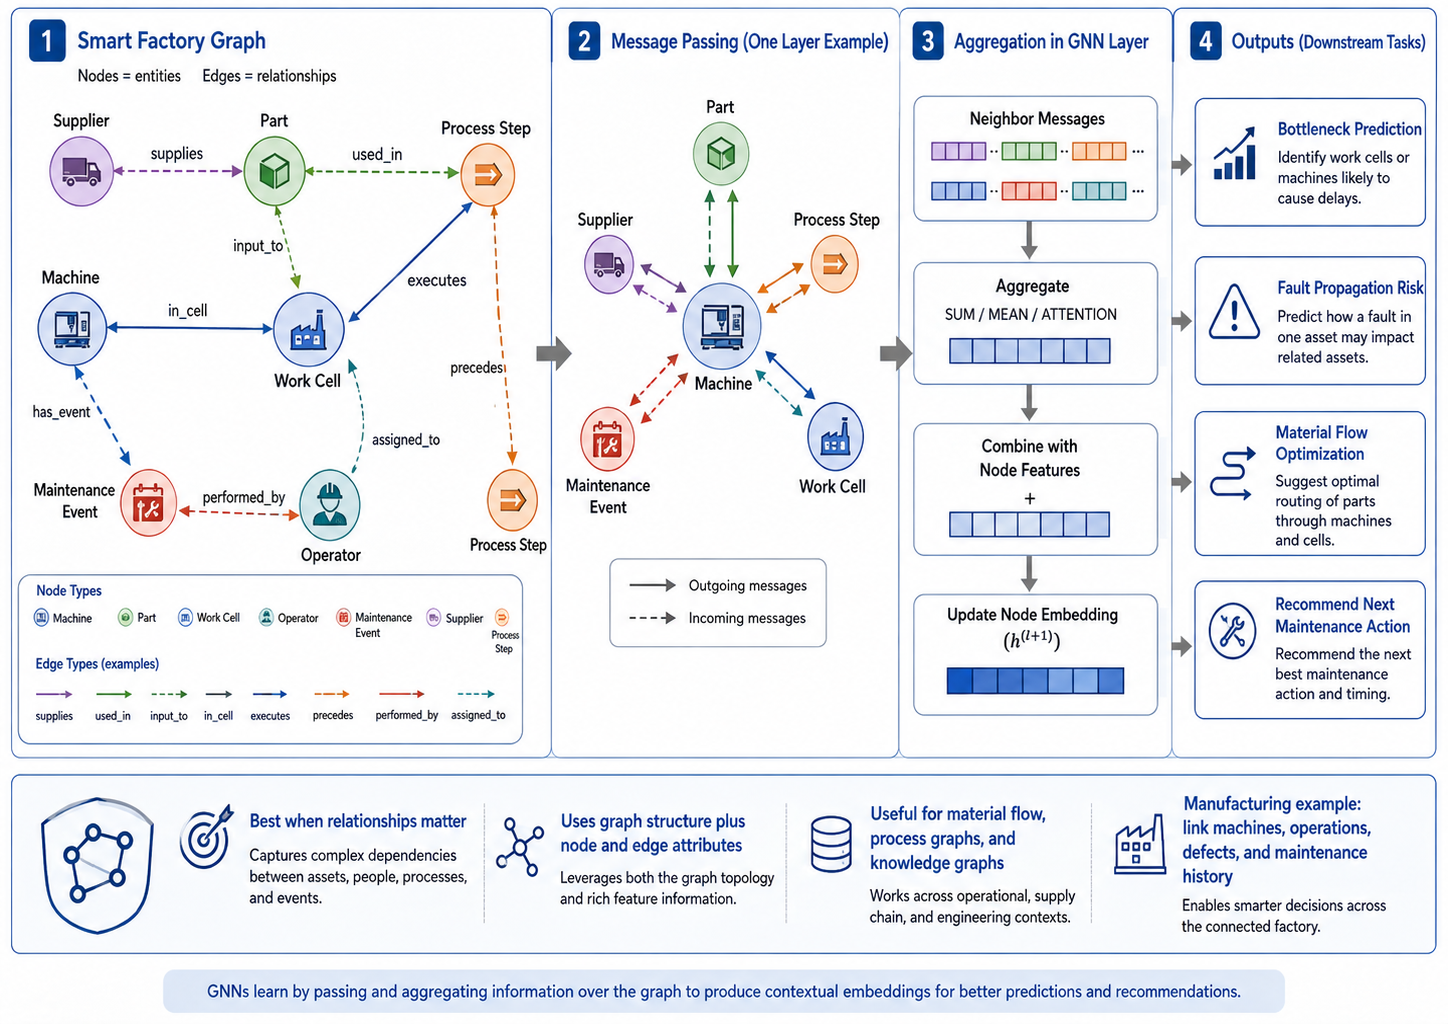 1 Smart Factory Graph
Nodes = entities Edges = relationships
Supplier
Part
Process Step
supplies
used_in
input_to
Machine
in_cell
executes
Work Cell
precedes
has_event
assigned_to
Maintenance
Event
performed_by
Operator
Process Step
Node Types
Machine
Part
Work Cell
Operator
Maintenance
Event
Supplier
Process
Step
Edge Types (examples)
supplies
used_in
input_to
in_cell
executes
precedes
performed_by
assigned_to
2 Message Passing (One Layer Example)
Part
Supplier
Process Step
Machine
Maintenance
Event
Work Cell
Outgoing messages
Incoming messages
3 Aggregation in GNN Layer
Neighbor Messages
Aggregate
SUM / MEAN / ATTENTION
Combine with
Node Features
+
Update Node Embedding
(h^(l+1))
4 Outputs (Downstream Tasks)
Bottleneck Prediction
Identify work cells or
machines likely to
cause delays.
Fault Propagation Risk
Predict how a fault in
one asset may impact
related assets.
Material Flow
Optimization
Suggest optimal
routing of parts
through machines
and cells.
Recommend Next
Maintenance Action
Recommend the next
best maintenance
action and timing.
Best when relationships matter
Captures complex dependencies
between assets, people, processes,
and events.
Uses graph structure plus
node and edge attributes
Leverages both the graph topology
and rich feature information.
Useful for material flow,
process graphs, and
knowledge graphs
Works across operational, supply
chain, and engineering contexts.
Manufacturing example:
link machines, operations,
defects, and maintenance
history
Enables smarter decisions across
the connected factory.
GNNs learn by passing and aggregating information over the graph to produce contextual embeddings for better predictions and recommendations.